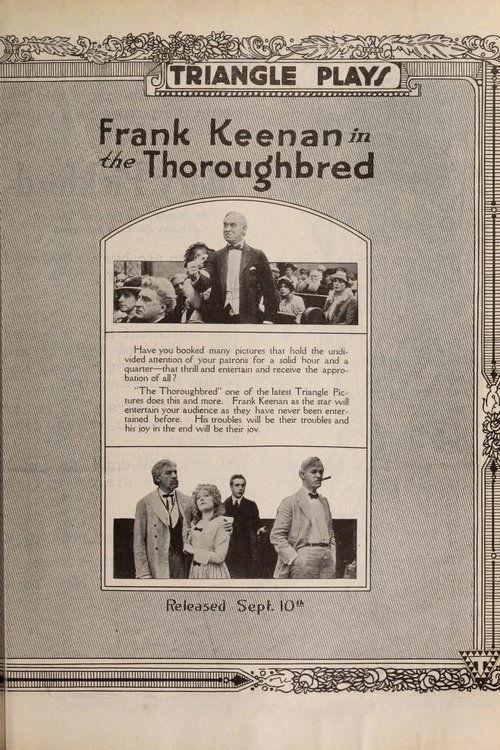 TRIANGLE PLAYS
Frank Keenan in
the Thoroughbred
Have you booked many pictures that hold the undi-
vided attention of your patrons for a solid hour and a
quarter—that thrill and entertain and receive the appro-
bation of all?
"The Thoroughbred" one of the latest Triangle Pic-
tures does this and more. Frank Keenan as the star will
entertain your audience as they have never been enter-
tained before. His troubles will be their troubles and
his joy in the end will be their joy.
Released Sept. 10th
T